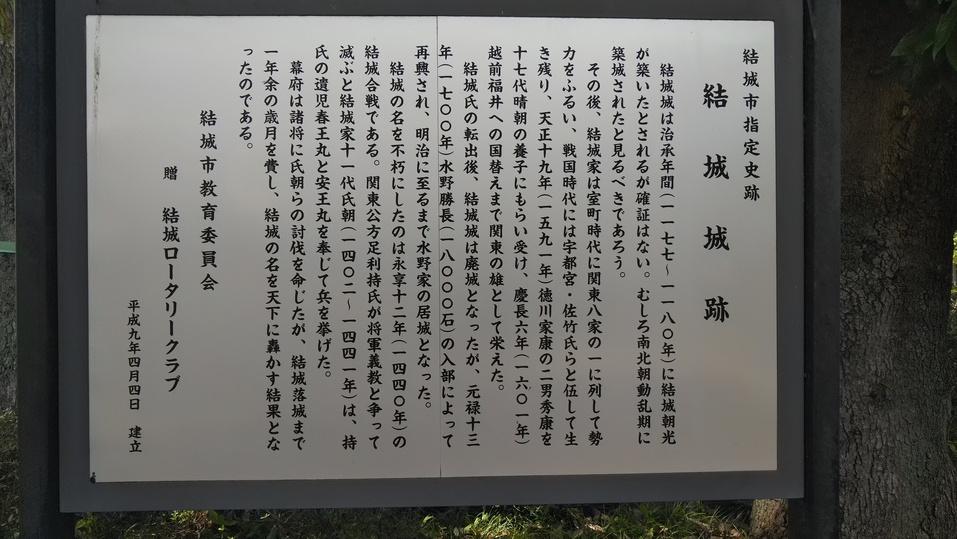 結城市指定史跡
結城城跡
結城城は治承年間(一一七七~一一八〇年)に結城朝光
が築いたとされるが確証はない。むしろ南北朝動乱期に
築城されたと見るべきであろう。
その後、結城家は室町時代に関東八家の一に列して勢
力をふるい、戦国時代には宇都宮・佐竹氏らと伍して生
き残り、天正十九年(一五九一年)徳川家康の二男秀康を
十七代晴朝の養子にもらい受け、慶長六年(一六〇一年)
越前福井への国替えまで関東の雄として栄えた。
結城氏の転出後、結城城は廃城となったが、元禄十三
年(一七〇〇年)水野勝長(一八〇〇〇石)の入部によって
再興され、明治に至るまで水野家の居城となった。
結城の名を不朽にしたのは永享十二年(一四四〇年)の
結城合戦である。関東公方足利持氏が将軍義教と争って
滅ぶと結城家十一代氏朝(一四〇二~一四四一年)は、持
氏の遺児春王丸と安王丸を奉じて兵を挙げた。
幕府は諸将に氏朝らの討伐を命じたが、結城落城まで
一年余の歳月を費し、結城の名を天下に轟かす結果とな
ったのである。
結城市教育委員会
贈 結城ロータリークラブ
平成九年四月四日 建立